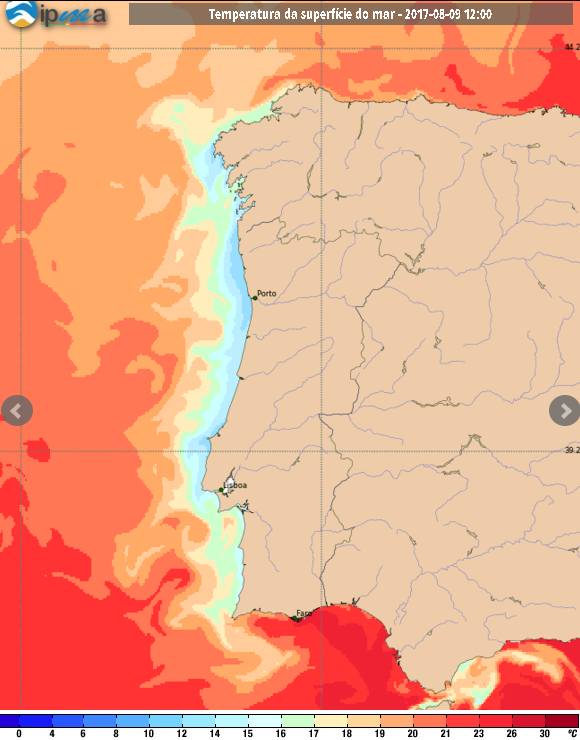 ipma
Temperatura da superfície do mar - 2017-08-09 12:00
44.2
Porto
39.2
Lisboa
Faro
0 4 6 8 10 12 14 15 16 17 18 19 20 21 22 23 26 30 °C